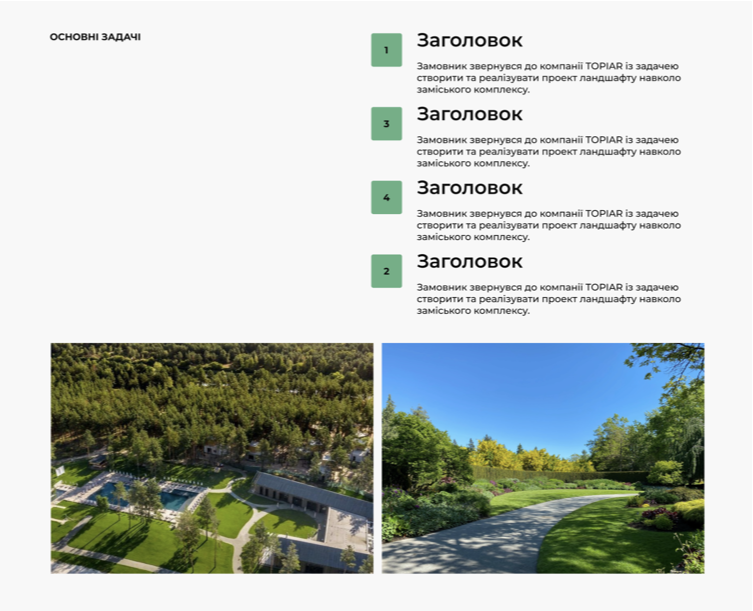 ОСНОВНІ ЗАДАЧІ
1
Заголовок
Замовник звернувся до компанії TOPIAR із задачею
створити та реалізувати проект ландшафту навколо
заміського комплексу.
3
Заголовок
Замовник звернувся до компанії TOPIAR із задачею
створити та реалізувати проект ландшафту навколо
заміського комплексу.
4
Заголовок
Замовник звернувся до компанії TOPIAR із задачею
створити та реалізувати проект ландшафту навколо
заміського комплексу.
2
Заголовок
Замовник звернувся до компанії TOPIAR із задачею
створити та реалізувати проект ландшафту навколо
заміського комплексу.